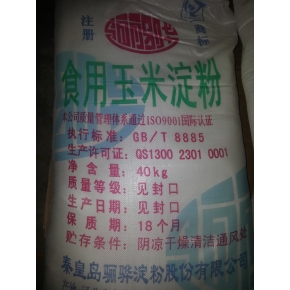 注册 商标
食用玉米淀粉
本公司质量管理体系通过ISO9001国际认证
执行标准：GB/T 8885
生产许可证：QS1300 2301 0001
净含量：40kg
质量等级：见封口
生产日期：见封口
保质期：18个月
贮存条件：阴凉干燥清洁通风处
秦皇岛骊骅淀粉股份有限公司